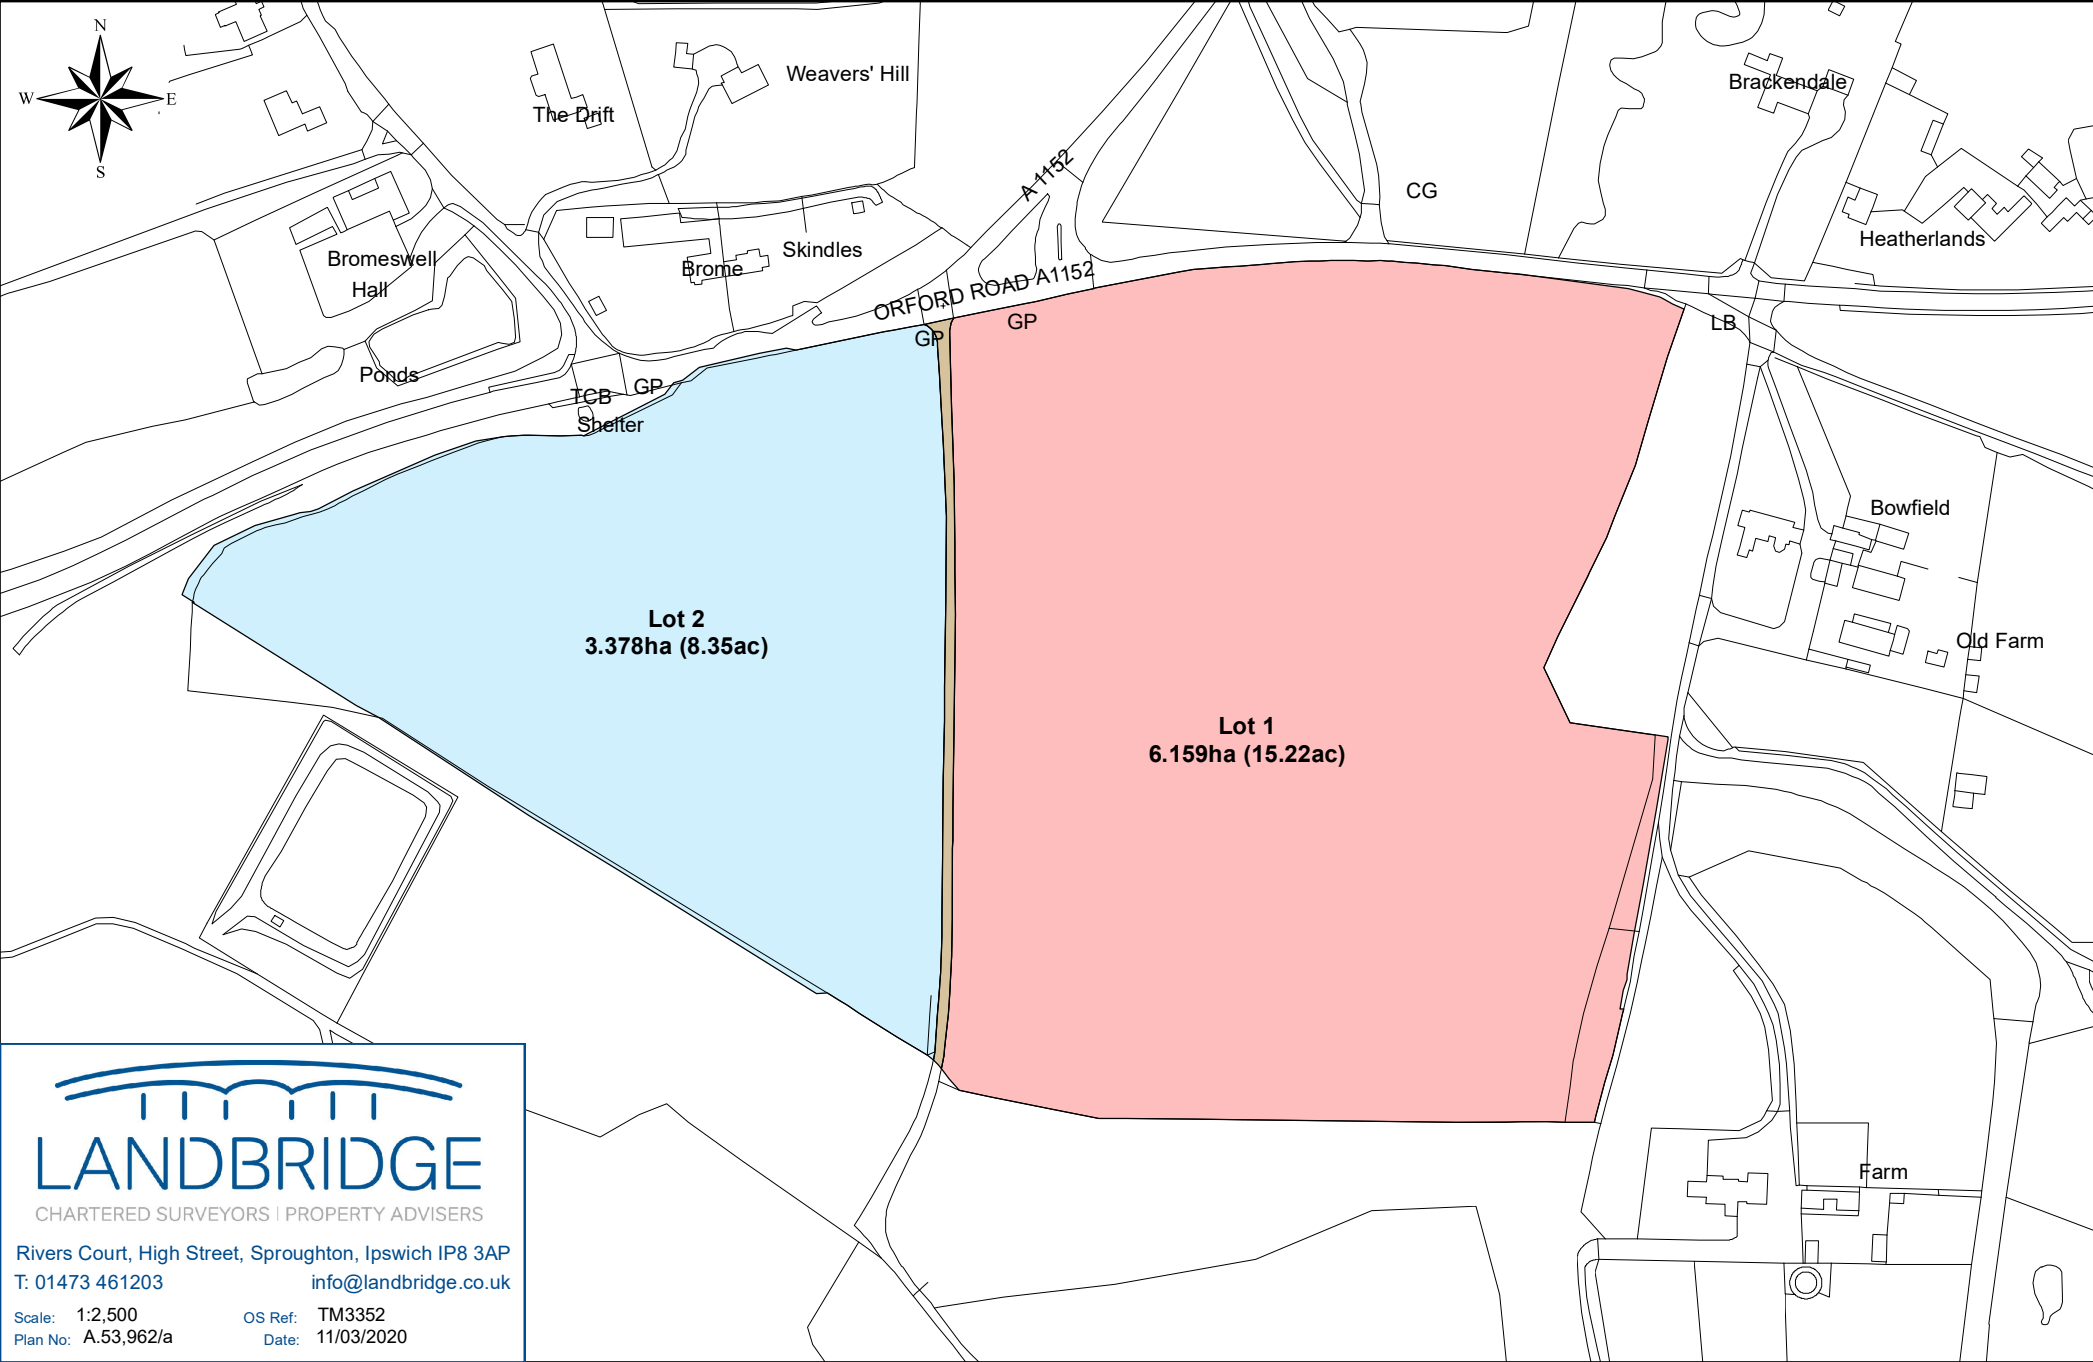 N
W
E
S
The Drift
Weavers' Hill
Brackendale
A 1152
CG
Heatherlands
Bromeswell
Hall
Brome
Skindles
ORFORD ROAD A1152
GP
GP
LB
Ponds
TCB
GP
Shelter
Bowfield
Old Farm
Lot 2
3.378ha (8.35ac)
Lot 1
6.159ha (15.22ac)
Farm
LANDBRIDGE
CHARTERED SURVEYORS | PROPERTY ADVISERS
Rivers Court, High Street, Sproughton, Ipswich IP8 3AP
T: 01473 461203 info@landbridge.co.uk
Scale: 1:2,500 OS Ref: TM3352
Plan No: A.53,962/a Date: 11/03/2020